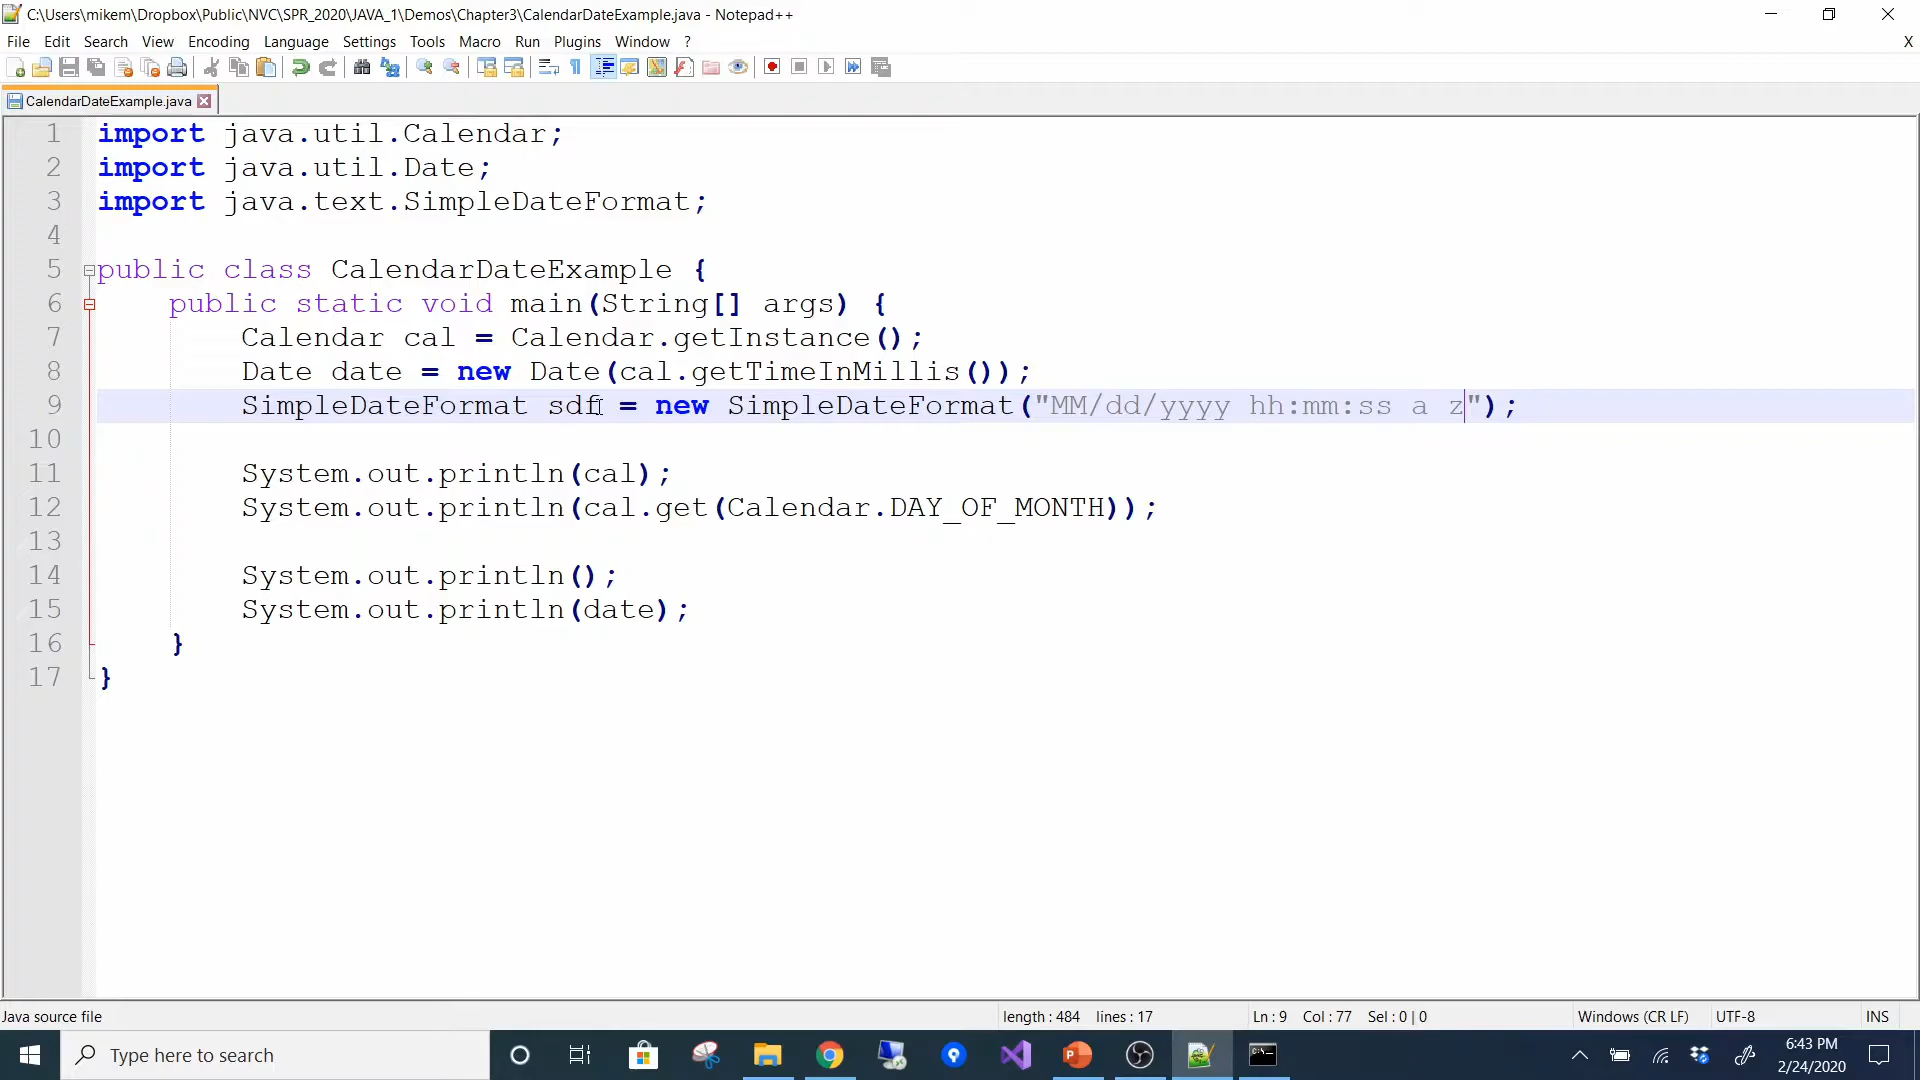 C:\Users\mikem\Dropbox\Public\NVC\SPR_2020\JAVA_1\Demos\Chapter3\CalendarDateExample.java - Notepad++
File Edit Search View Encoding Language Settings Tools Macro Run Plugins Window ? X
CalendarDateExample.java
1 import java.util.Calendar;
2 import java.util.Date;
3 import java.text.SimpleDateFormat;
4
5 public class CalendarDateExample {
6 public static void main(String[] args) {
7 Calendar cal = Calendar.getInstance();
8 Date date = new Date(cal.getTimeInMillis());
9 SimpleDateFormat sdf = new SimpleDateFormat("MM/dd/yyyy hh:mm:ss a z");
10
11 System.out.println(cal);
12 System.out.println(cal.get(Calendar.DAY_OF_MONTH));
13
14 System.out.println();
15 System.out.println(date);
16 }
17 }
Java source file length : 484 lines : 17 Ln : 9 Col : 77 Sel : 0 | 0 Windows (CR LF) UTF-8 INS
Type here to search
6:43 PM
2/24/2020